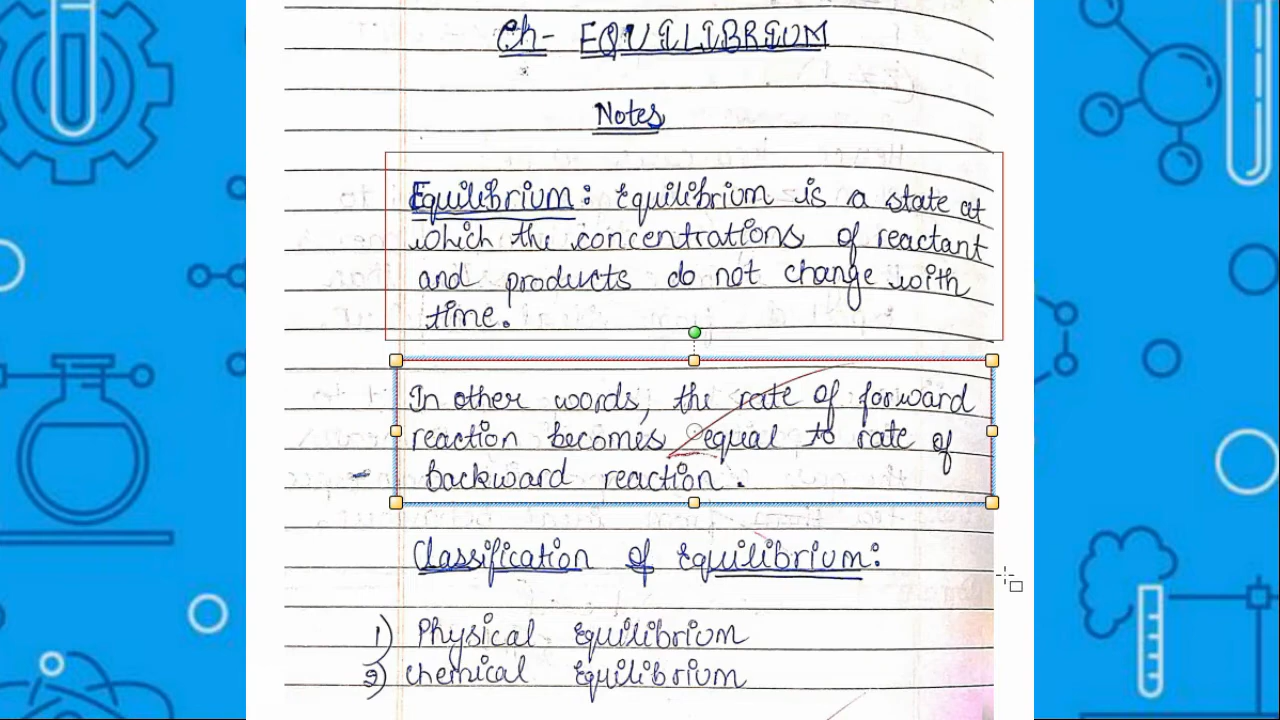 Ch- EQUILIBRIUM
Notes
Equilibrium: Equilibrium is a state at
which the concentrations of reactant
and products do not change with
time.
In other words, the rate of forward
reaction becomes equal to rate of
backward reaction.
Classification of Equilibrium:
1) Physical Equilibrium
2) Chemical Equilibrium